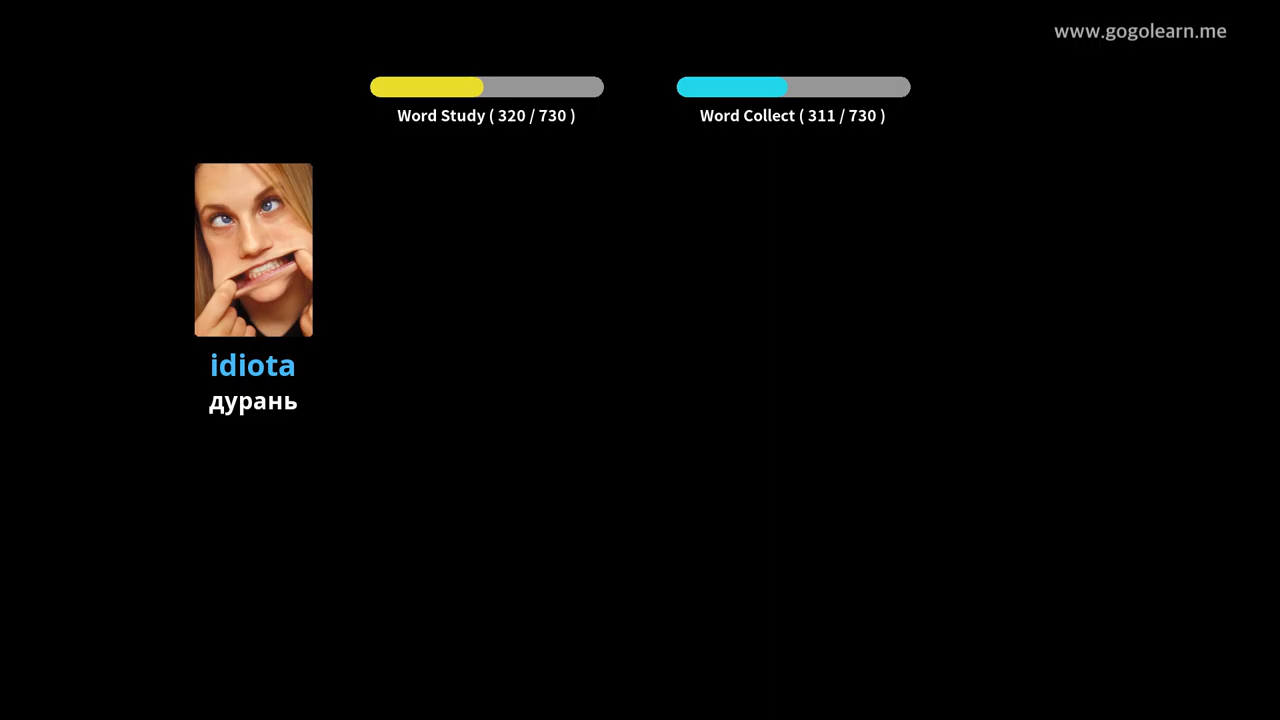 www.gogolearn.me
Word Study ( 320 / 730 )
Word Collect ( 311 / 730 )
idiota
дурань